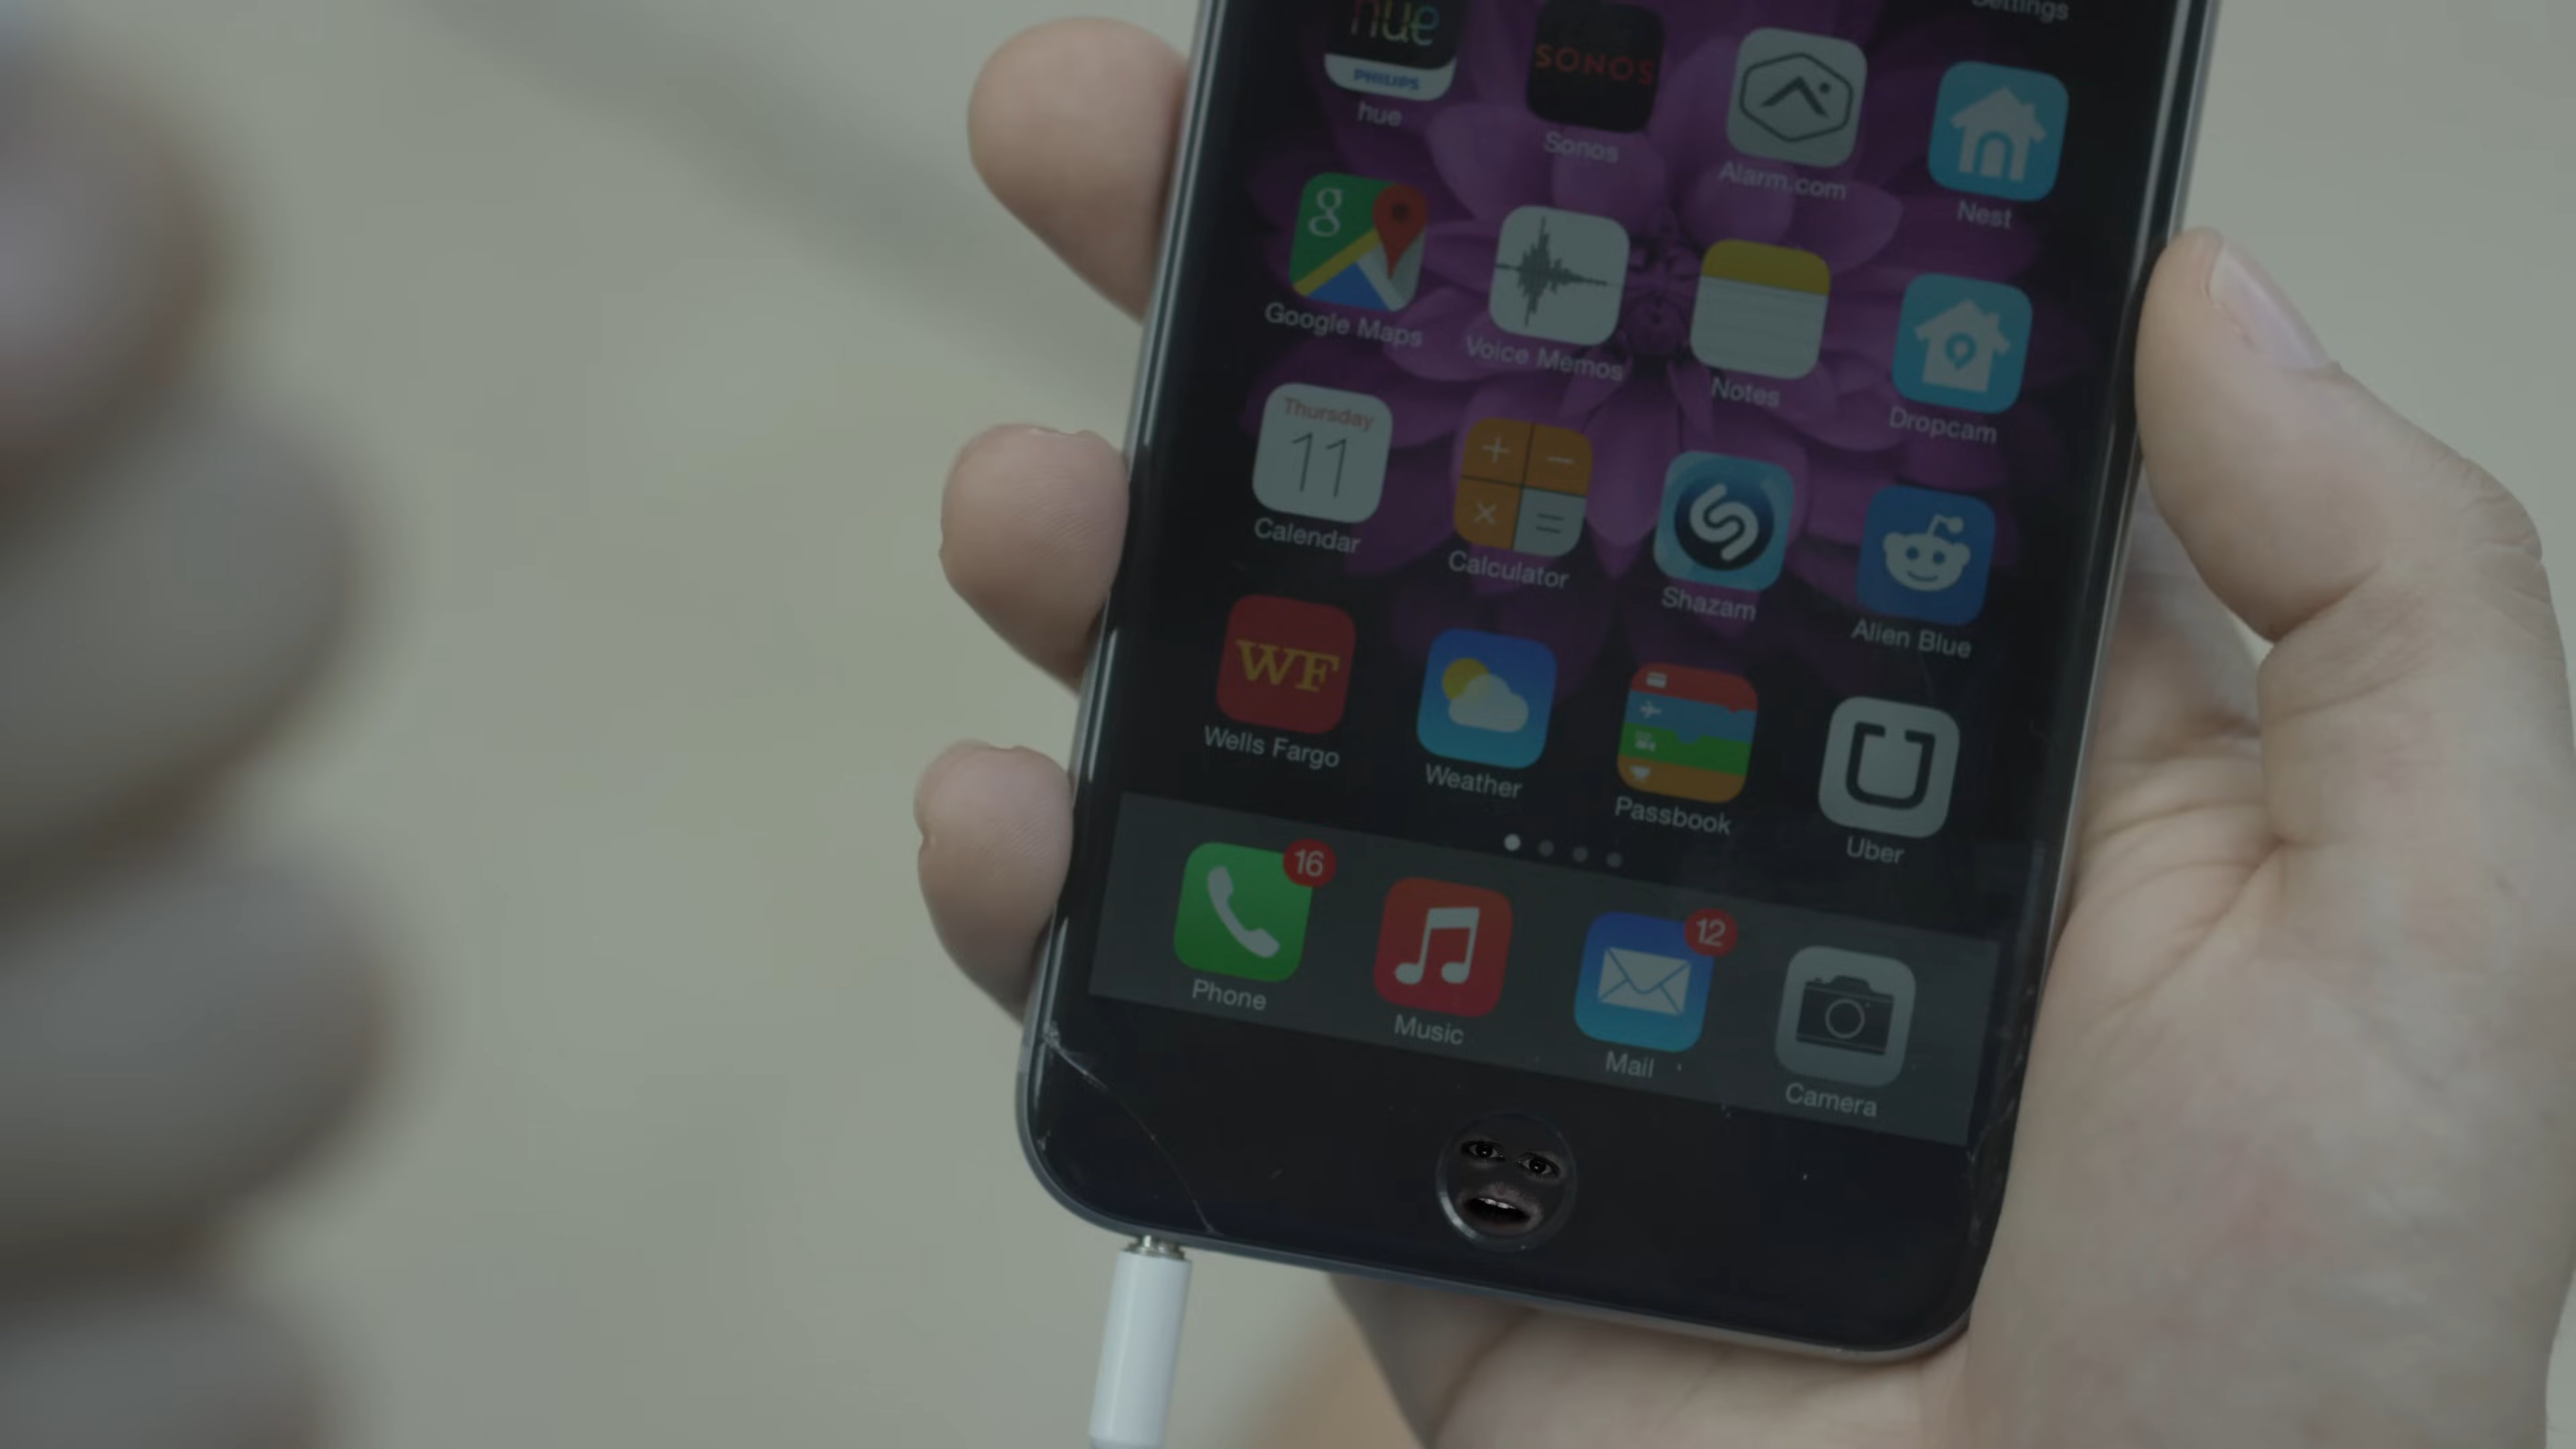 Settings
hue
PHILIPS
hue
SONOS
Sonos
Alarm.com
Nest
g
Google Maps
Voice Memos
Notes
Dropcam
Thursday
11
Calendar
+ − × =
Calculator
Shazam
Alien Blue
WF
Wells Fargo
Weather
Passbook
Uber
16
Phone
Music
12
Mail
Camera